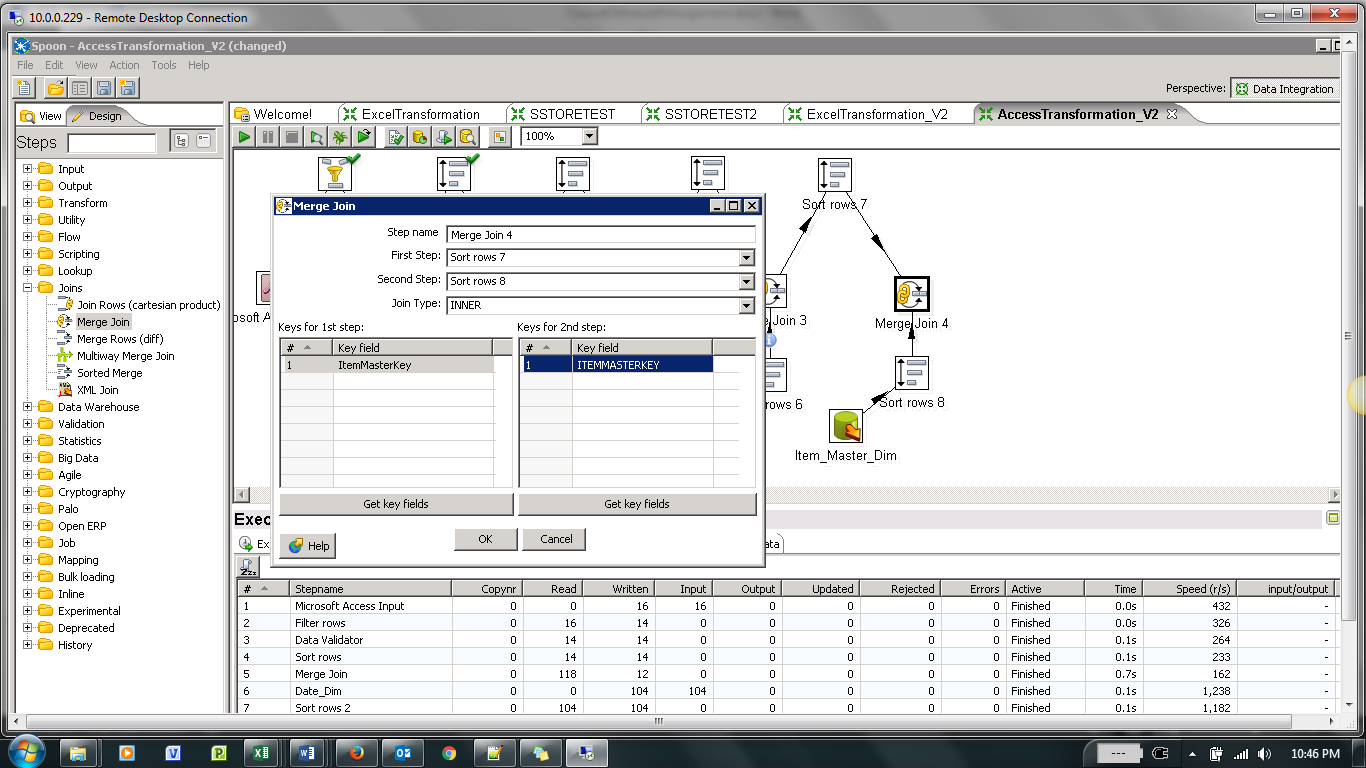 10.0.0.229 - Remote Desktop Connection
Spoon - AccessTransformation_V2 (changed)
File Edit View Action Tools Help
Perspective: Data Integration
View Design
Welcome! ExcelTransformation SSTORETEST SSTORETEST2 ExcelTransformation_V2 AccessTransformation_V2
Steps
100%
Input
Output
Transform
Utility
Flow
Scripting
Lookup
Joins
Join Rows (cartesian product)
Merge Join
Merge Rows (diff)
Multiway Merge Join
Sorted Merge
XML Join
Data Warehouse
Validation
Statistics
Big Data
Agile
Cryptography
Palo
Open ERP
Job
Mapping
Bulk loading
Inline
Experimental
Deprecated
History
Sort rows 7
Merge Join 4
Sort rows 8
Item_Master_Dim
Join 3
rows 6
osoft A
Merge Join
Step name Merge Join 4
First Step: Sort rows 7
Second Step: Sort rows 8
Join Type: INNER
Keys for 1st step: Keys for 2nd step:
# Key field # Key field
1 ItemMasterKey 1 ITEMMASTERKEY
Get key fields Get key fields
OK Cancel
Help
Exec
Ex
ata
# Stepname Copynr Read Written Input Output Updated Rejected Errors Active Time Speed (r/s) input/output
1 Microsoft Access Input 0 0 16 16 0 0 0 0 Finished 0.0s 432 -
2 Filter rows 0 16 14 0 0 0 0 0 Finished 0.0s 326 -
3 Data Validator 0 14 14 0 0 0 0 0 Finished 0.1s 264 -
4 Sort rows 0 14 14 0 0 0 0 0 Finished 0.1s 233 -
5 Merge Join 0 118 12 0 0 0 0 0 Finished 0.7s 162 -
6 Date_Dim 0 0 104 104 0 0 0 0 Finished 0.1s 1,238 -
7 Sort rows 2 0 104 104 0 0 0 0 0 Finished 0.1s 1,182 -
10:46 PM